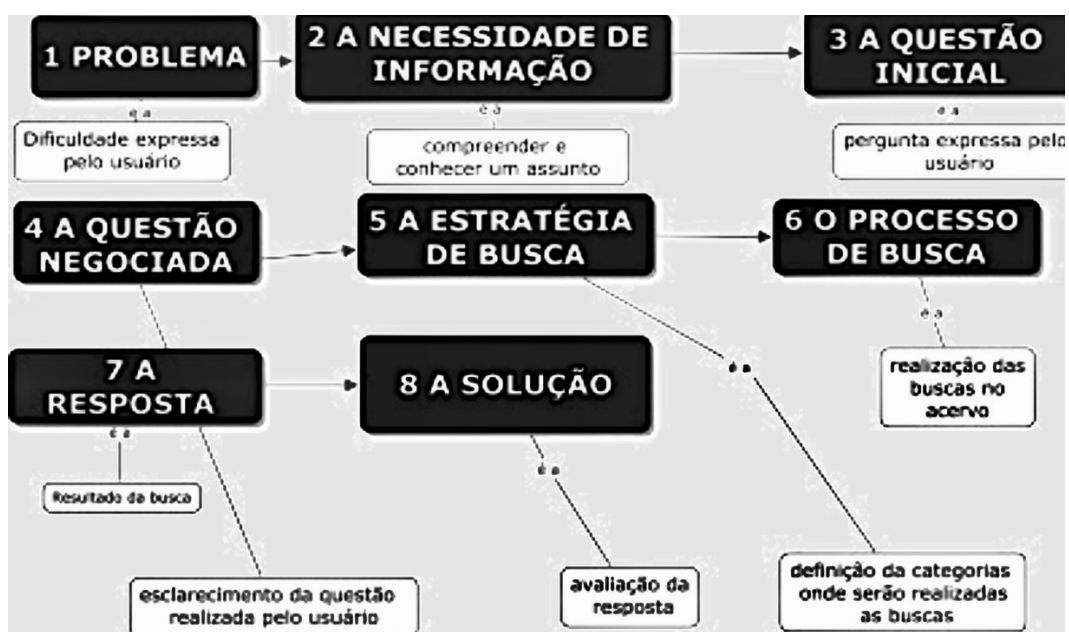 1 PROBLEMA
2 A NECESSIDADE DE
INFORMAÇÃO
3 A QUESTÃO
INICIAL
é a
é a
é a
Dificuldade expressa
pelo usuário
compreender e
conhecer um assunto
pergunta expressa pelo
usuário
4 A QUESTÃO
NEGOCIADA
5 A ESTRATÉGIA
DE BUSCA
6 O PROCESSO
DE BUSCA
é a
realização das
buscas no
acervo
7 A
RESPOSTA
8 A SOLUÇÃO
é a
é a
é a
Resultado da busca
esclarecimento da questão
realizada pelo usuário
avaliação da
resposta
definição da categorias
onde serão realizadas
as buscas